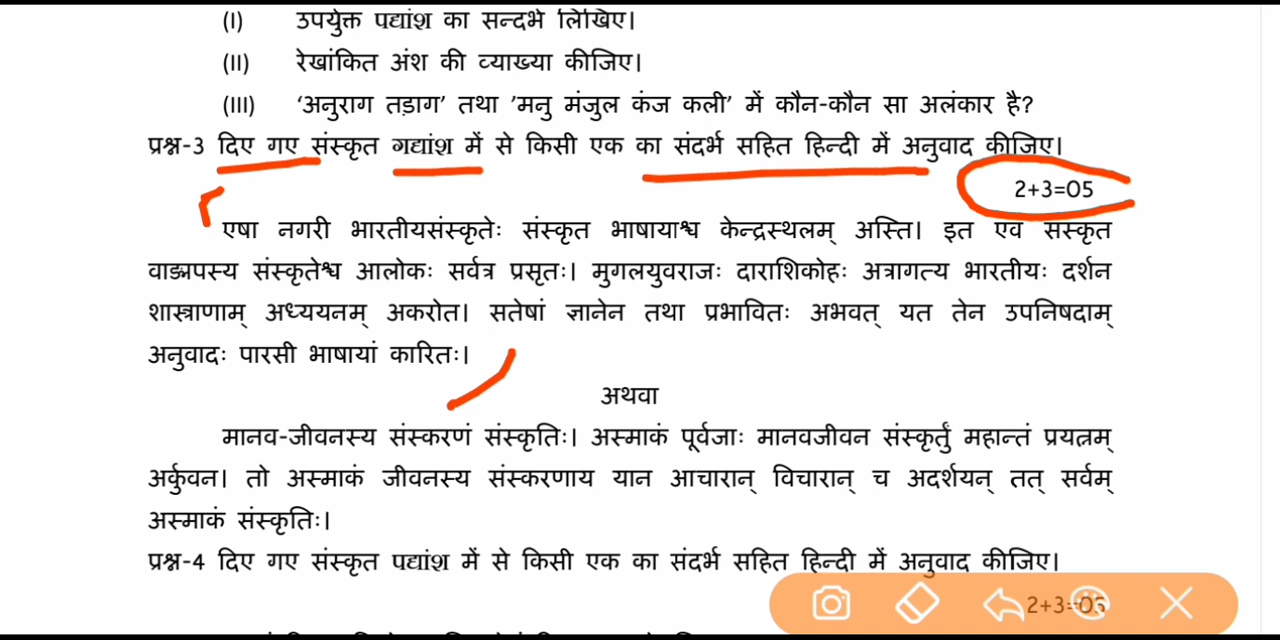 (I) उपर्युक्त पद्यांश का सन्दर्भ लिखिए।
(II) रेखांकित अंश की व्याख्या कीजिए।
(III) ‘अनुराग तड़ाग’ तथा ’मनु मंजुल कंज कली’ में कौन-कौन सा अलंकार है?
प्रश्न-3 दिए गए संस्कृत गद्यांश में से किसी एक का संदर्भ सहित हिन्दी में अनुवाद कीजिए।
2+3=05
एषा नगरी भारतीयसंस्कृतेः संस्कृत भाषायाश्च केन्द्रस्थलम् अस्ति। इत एव संस्कृत
वाङ्मपस्य संस्कृतेश्च आलोकः सर्वत्र प्रसृतः। मुगलयुवराजः दाराशिकोहः अत्रागत्य भारतीयः दर्शन
शास्त्राणाम् अध्ययनम् अकरोत। सतेषां ज्ञानेन तथा प्रभावितः अभवत् यत तेन उपनिषदाम्
अनुवादः पारसी भाषायां कारितः।
अथवा
मानव-जीवनस्य संस्करणं संस्कृतिः। अस्माकं पूर्वजाः मानवजीवन संस्कृर्तुं महान्तं प्रयत्नम्
अर्कुवन। तो अस्माकं जीवनस्य संस्करणाय यान आचारान् विचारान् च अदर्शयन् तत् सर्वम्
अस्माकं संस्कृतिः।
प्रश्न-4 दिए गए संस्कृत पद्यांश में से किसी एक का संदर्भ सहित हिन्दी में अनुवाद कीजिए।
2+3=05